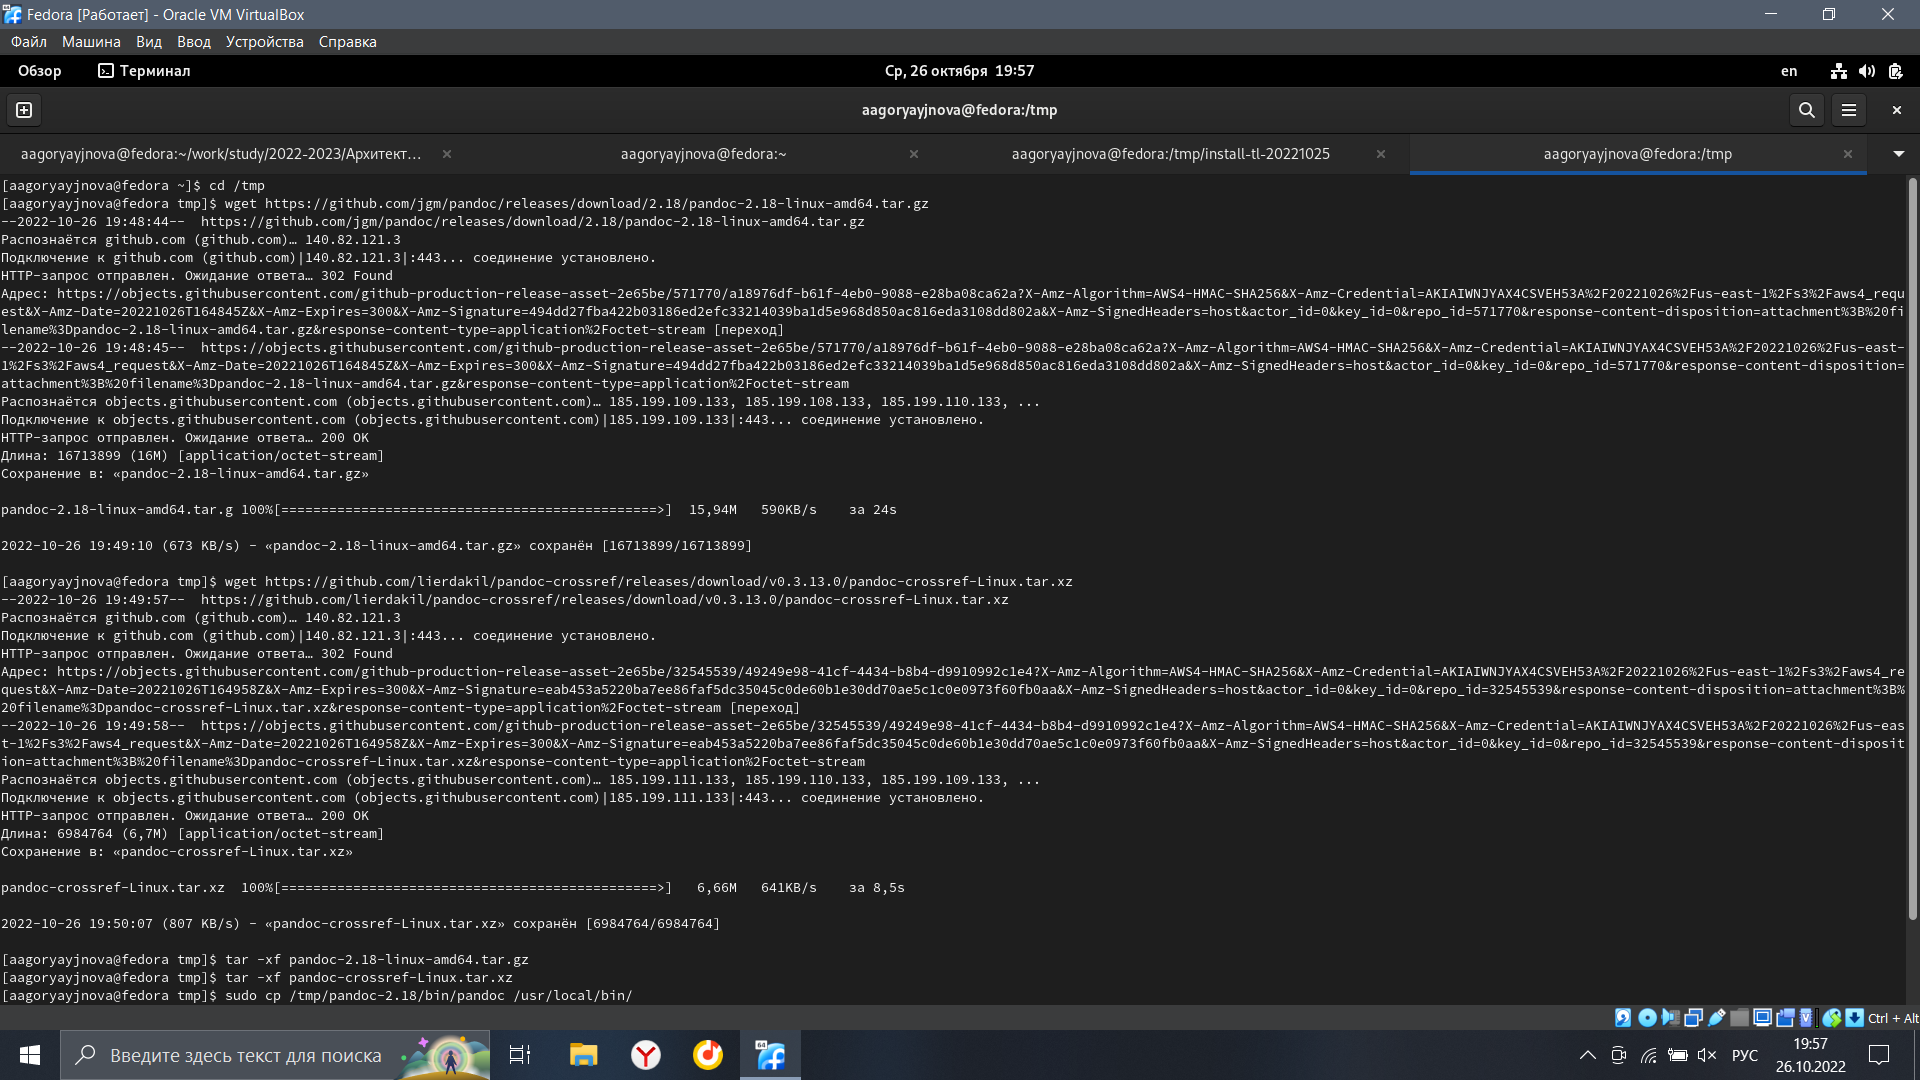 Fedora [Работает] - Oracle VM VirtualBox
Файл Машина Вид Ввод Устройства Справка
Обзор Терминал Ср, 26 октября 19:57 en
aagoryayjnova@fedora:/tmp
aagoryayjnova@fedora:~/work/study/2022-2023/Архитект... aagoryayjnova@fedora:~ aagoryayjnova@fedora:/tmp/install-tl-20221025 aagoryayjnova@fedora:/tmp
[aagoryayjnova@fedora ~]$ cd /tmp
[aagoryayjnova@fedora tmp]$ wget https://github.com/jgm/pandoc/releases/download/2.18/pandoc-2.18-linux-amd64.tar.gz
--2022-10-26 19:48:44--  https://github.com/jgm/pandoc/releases/download/2.18/pandoc-2.18-linux-amd64.tar.gz
Распознаётся github.com (github.com)… 140.82.121.3
Подключение к github.com (github.com)|140.82.121.3|:443... соединение установлено.
HTTP-запрос отправлен. Ожидание ответа… 302 Found
Адрес: https://objects.githubusercontent.com/github-production-release-asset-2e65be/571770/a18976df-b61f-4eb0-9088-e28ba08ca62a?X-Amz-Algorithm=AWS4-HMAC-SHA256&X-Amz-Credential=AKIAIWNJYAX4CSVEH53A%2F20221026%2Fus-east-1%2Fs3%2Faws4_requ
est&X-Amz-Date=20221026T164845Z&X-Amz-Expires=300&X-Amz-Signature=494dd27fba422b03186ed2efc33214039ba1d5e968d850ac816eda3108dd802a&X-Amz-SignedHeaders=host&actor_id=0&key_id=0&repo_id=571770&response-content-disposition=attachment%3B%20fi
lename%3Dpandoc-2.18-linux-amd64.tar.gz&response-content-type=application%2Foctet-stream [переход]
--2022-10-26 19:48:45--  https://objects.githubusercontent.com/github-production-release-asset-2e65be/571770/a18976df-b61f-4eb0-9088-e28ba08ca62a?X-Amz-Algorithm=AWS4-HMAC-SHA256&X-Amz-Credential=AKIAIWNJYAX4CSVEH53A%2F20221026%2Fus-east-
1%2Fs3%2Faws4_request&X-Amz-Date=20221026T164845Z&X-Amz-Expires=300&X-Amz-Signature=494dd27fba422b03186ed2efc33214039ba1d5e968d850ac816eda3108dd802a&X-Amz-SignedHeaders=host&actor_id=0&key_id=0&repo_id=571770&response-content-disposition=
attachment%3B%20filename%3Dpandoc-2.18-linux-amd64.tar.gz&response-content-type=application%2Foctet-stream
Распознаётся objects.githubusercontent.com (objects.githubusercontent.com)… 185.199.109.133, 185.199.108.133, 185.199.110.133, ...
Подключение к objects.githubusercontent.com (objects.githubusercontent.com)|185.199.109.133|:443... соединение установлено.
HTTP-запрос отправлен. Ожидание ответа… 200 OK
Длина: 16713899 (16M) [application/octet-stream]
Сохранение в: «pandoc-2.18-linux-amd64.tar.gz»
pandoc-2.18-linux-amd64.tar.g 100%[===============================================>]  15,94M   590KB/s    за 24s
2022-10-26 19:49:10 (673 KB/s) - «pandoc-2.18-linux-amd64.tar.gz» сохранён [16713899/16713899]
[aagoryayjnova@fedora tmp]$ wget https://github.com/lierdakil/pandoc-crossref/releases/download/v0.3.13.0/pandoc-crossref-Linux.tar.xz
--2022-10-26 19:49:57--  https://github.com/lierdakil/pandoc-crossref/releases/download/v0.3.13.0/pandoc-crossref-Linux.tar.xz
Распознаётся github.com (github.com)… 140.82.121.3
Подключение к github.com (github.com)|140.82.121.3|:443... соединение установлено.
HTTP-запрос отправлен. Ожидание ответа… 302 Found
Адрес: https://objects.githubusercontent.com/github-production-release-asset-2e65be/32545539/49249e98-41cf-4434-b8b4-d9910992c1e4?X-Amz-Algorithm=AWS4-HMAC-SHA256&X-Amz-Credential=AKIAIWNJYAX4CSVEH53A%2F20221026%2Fus-east-1%2Fs3%2Faws4_re
quest&X-Amz-Date=20221026T164958Z&X-Amz-Expires=300&X-Amz-Signature=eab453a5220ba7ee86faf5dc35045c0de60b1e30dd70ae5c1c0e0973f60fb0aa&X-Amz-SignedHeaders=host&actor_id=0&key_id=0&repo_id=32545539&response-content-disposition=attachment%3B%
20filename%3Dpandoc-crossref-Linux.tar.xz&response-content-type=application%2Foctet-stream [переход]
--2022-10-26 19:49:58--  https://objects.githubusercontent.com/github-production-release-asset-2e65be/32545539/49249e98-41cf-4434-b8b4-d9910992c1e4?X-Amz-Algorithm=AWS4-HMAC-SHA256&X-Amz-Credential=AKIAIWNJYAX4CSVEH53A%2F20221026%2Fus-eas
t-1%2Fs3%2Faws4_request&X-Amz-Date=20221026T164958Z&X-Amz-Expires=300&X-Amz-Signature=eab453a5220ba7ee86faf5dc35045c0de60b1e30dd70ae5c1c0e0973f60fb0aa&X-Amz-SignedHeaders=host&actor_id=0&key_id=0&repo_id=32545539&response-content-disposit
ion=attachment%3B%20filename%3Dpandoc-crossref-Linux.tar.xz&response-content-type=application%2Foctet-stream
Распознаётся objects.githubusercontent.com (objects.githubusercontent.com)… 185.199.111.133, 185.199.110.133, 185.199.109.133, ...
Подключение к objects.githubusercontent.com (objects.githubusercontent.com)|185.199.111.133|:443... соединение установлено.
HTTP-запрос отправлен. Ожидание ответа… 200 OK
Длина: 6984764 (6,7M) [application/octet-stream]
Сохранение в: «pandoc-crossref-Linux.tar.xz»
pandoc-crossref-Linux.tar.xz  100%[===============================================>]   6,66M   641KB/s    за 8,5s
2022-10-26 19:50:07 (807 KB/s) - «pandoc-crossref-Linux.tar.xz» сохранён [6984764/6984764]
[aagoryayjnova@fedora tmp]$ tar -xf pandoc-2.18-linux-amd64.tar.gz
[aagoryayjnova@fedora tmp]$ tar -xf pandoc-crossref-Linux.tar.xz
[aagoryayjnova@fedora tmp]$ sudo cp /tmp/pandoc-2.18/bin/pandoc /usr/local/bin/
Ctrl + Alt
Введите здесь текст для поиска
64
РУС
19:57
26.10.2022